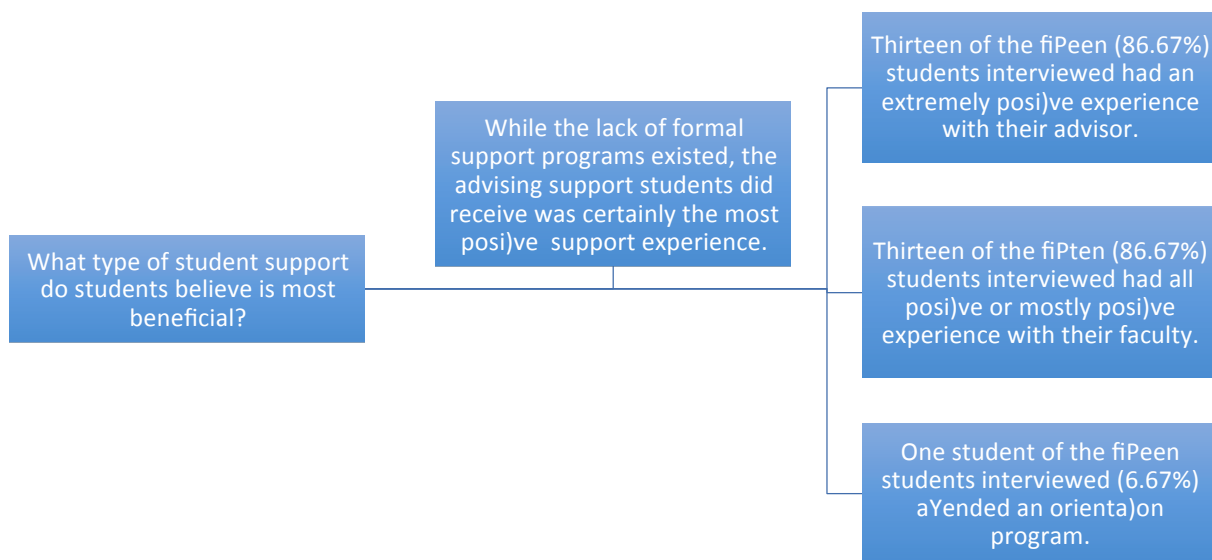 What type of student support
do students believe is most
beneficial?
While the lack of formal
support programs existed, the
advising support students did
receive was certainly the most
posi)ve support experience.
Thirteen of the fiPeen (86.67%)
students interviewed had an
extremely posi)ve experience
with their advisor.
Thirteen of the fiPten (86.67%)
students interviewed had all
posi)ve or mostly posi)ve
experience with their faculty.
One student of the fiPeen
students interviewed (6.67%)
aYended an orienta)on
program.